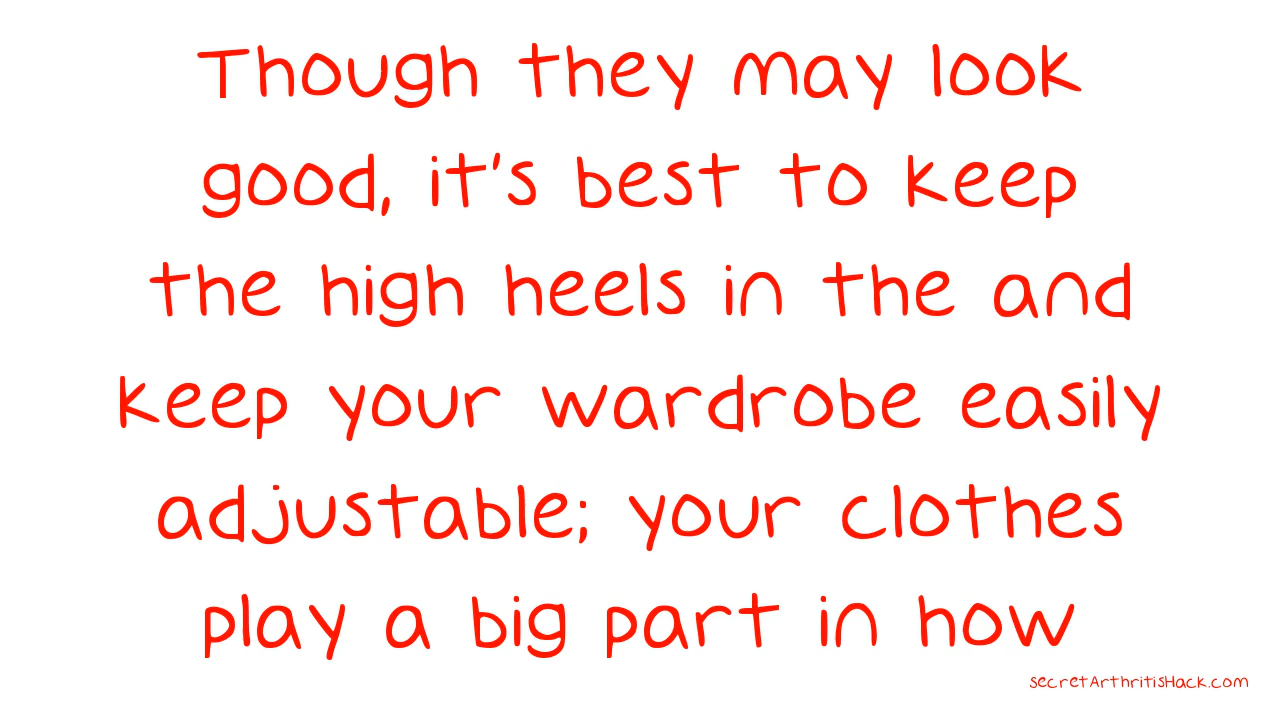 Though they may look
good, it's best to keep
the high heels in the and
keep your wardrobe easily
adjustable; your clothes
play a big part in how
secretArthritisHack.com